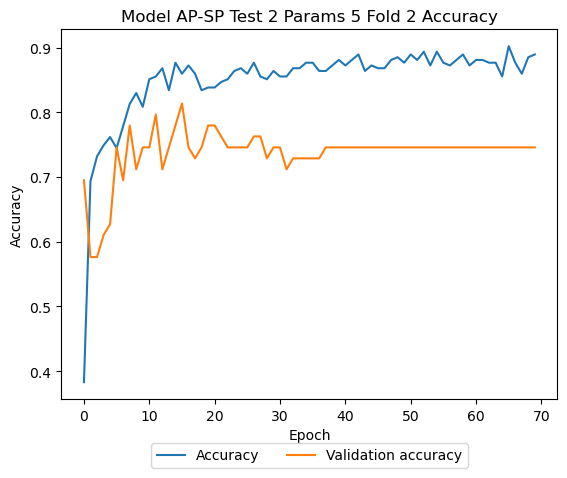 Model AP-SP Test 2 Params 5 Fold 2 Accuracy
0.9
0.8
0.7
0.6
0.5
0.4
Accuracy
0 10 20 30 40 50 60 70
Epoch
Accuracy Validation accuracy